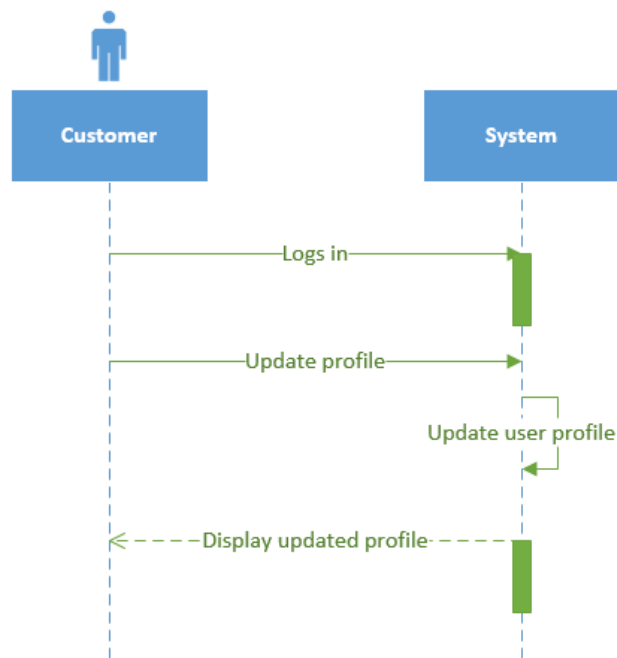 Customer
System
Logs in
Update profile
Update user profile
Display updated profile